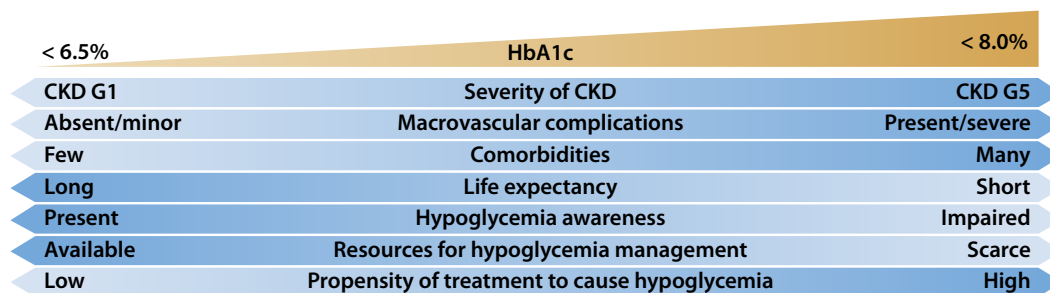 < 6.5% HbA1c < 8.0%
CKD G1 Severity of CKD CKD G5
Absent/minor Macrovascular complications Present/severe
Few Comorbidities Many
Long Life expectancy Short
Present Hypoglycemia awareness Impaired
Available Resources for hypoglycemia management Scarce
Low Propensity of treatment to cause hypoglycemia High